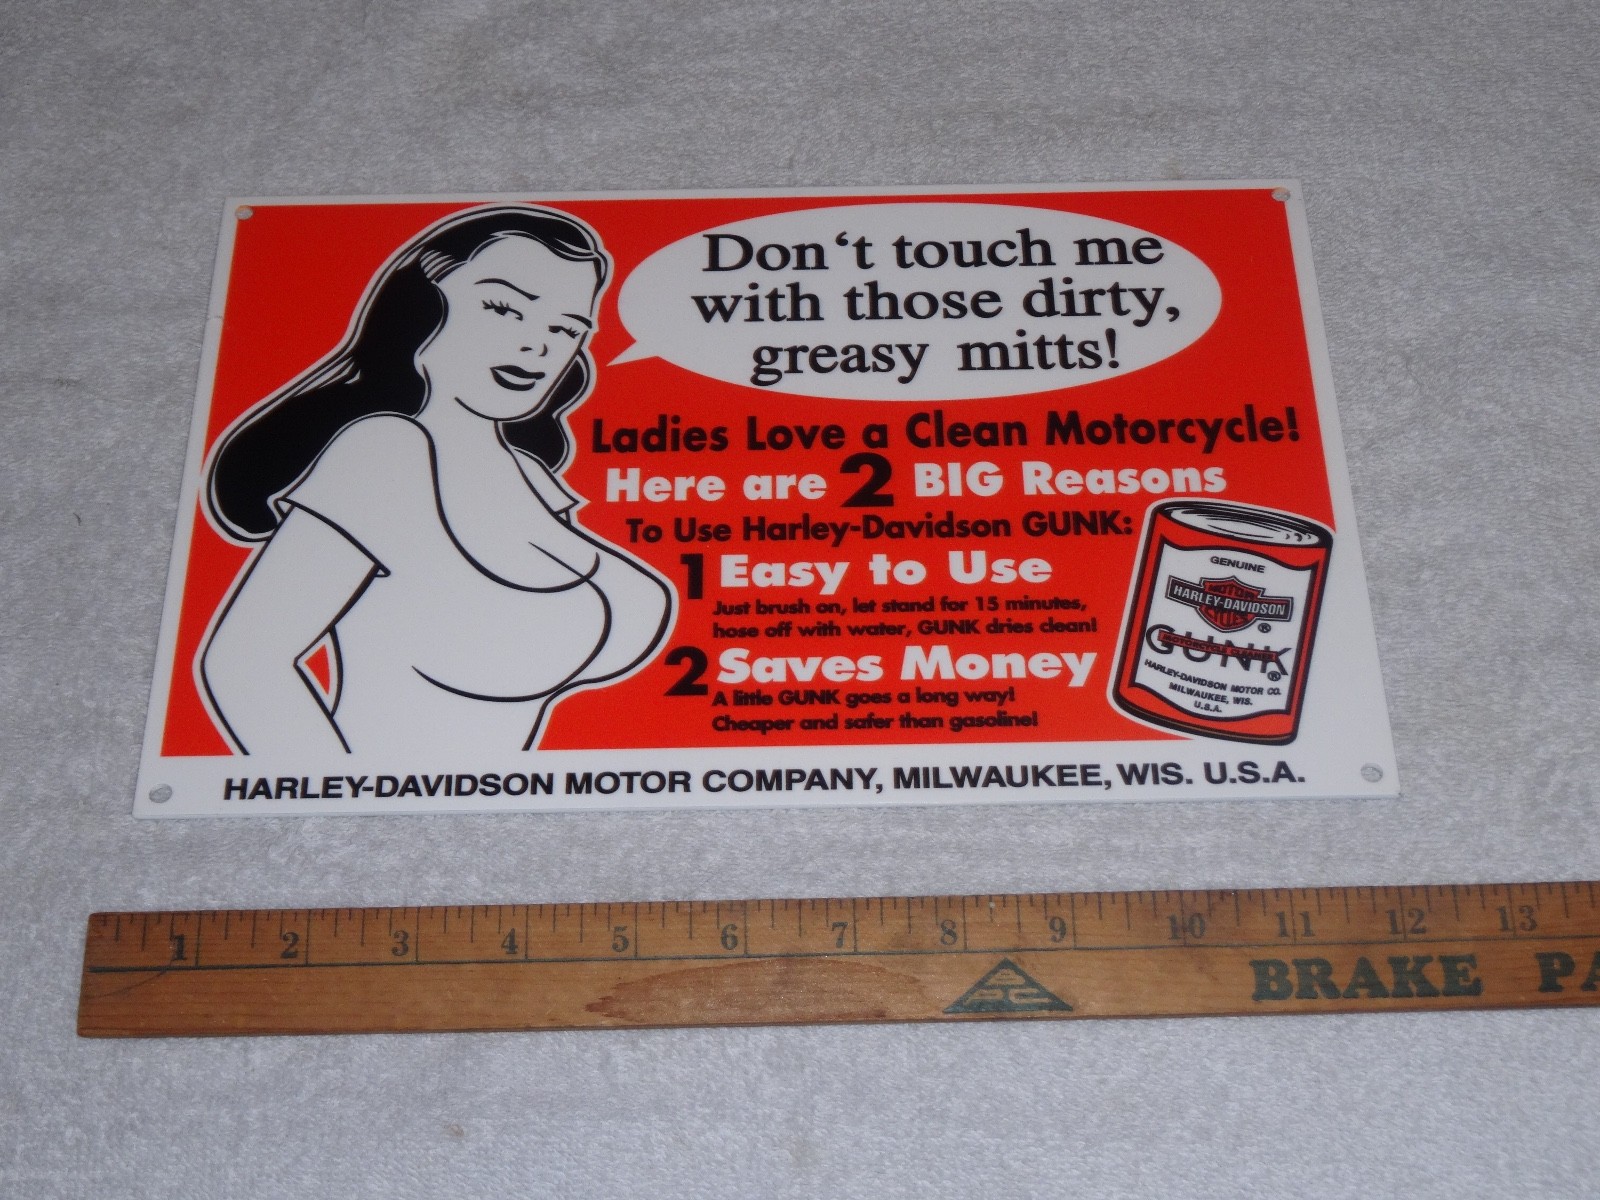 Don't touch me
with those dirty,
greasy mitts!
Ladies Love a Clean Motorcycle!
Here are 2 BIG Reasons
To Use Harley-Davidson GUNK:
1 Easy to Use
Just brush on, let stand for 15 minutes,
hose off with water, GUNK dries clean!
2 Saves Money
A little GUNK goes a long way!
Cheaper and safer than gasoline!
GENUINE
MOTOR
HARLEY-DAVIDSON
CYCLES
®
GUNK
MOTORCYCLE CLEANER
®
HARLEY-DAVIDSON MOTOR CO.
MILWAUKEE, WIS.
U.S.A.
HARLEY-DAVIDSON MOTOR COMPANY, MILWAUKEE, WIS. U.S.A.
1 2 3 4 5 6 7 8 9 10 11 12 13
BRAKE PA